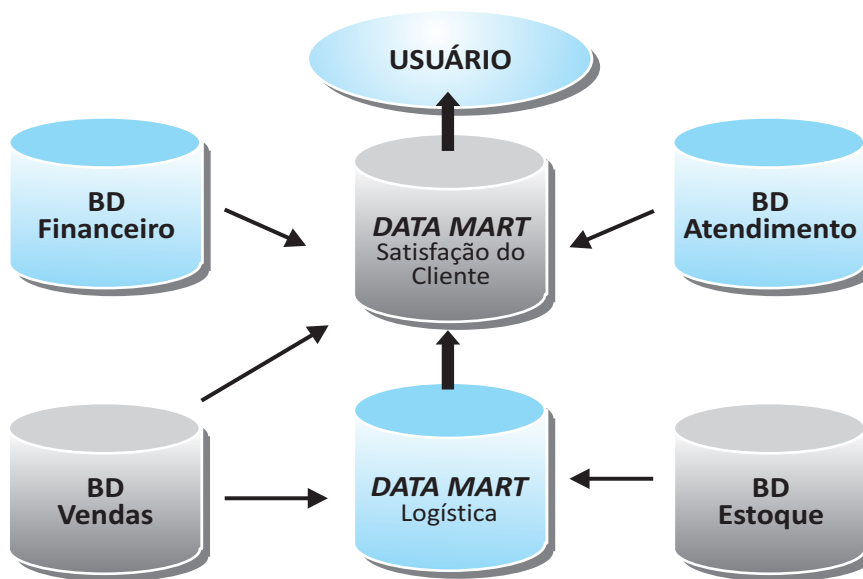 USUÁRIO
BD
Financeiro
DATA MART
Satisfação do
Cliente
BD
Atendimento
BD
Vendas
DATA MART
Logística
BD
Estoque